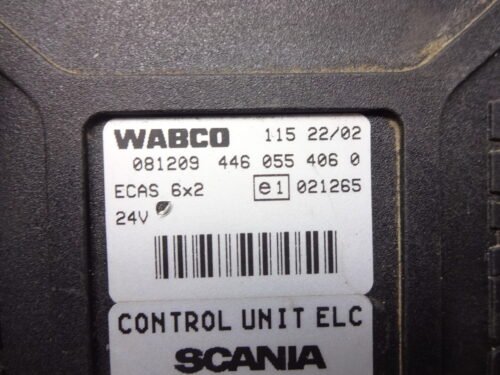 WABCO 115 22/02
081209 446 055 406 0
ECAS 6x2 e1 021265
24V
CONTROL UNIT ELC
SCANIA